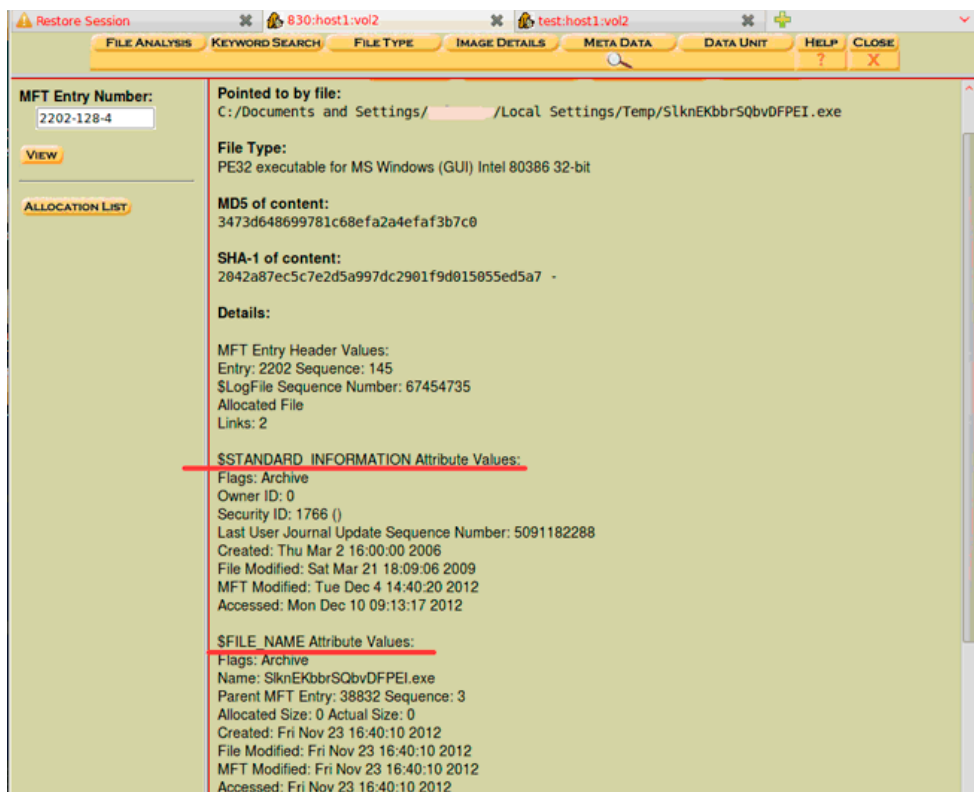 Restore Session 830:host1:vol2 test:host1:vol2
FILE ANALYSIS KEYWORD SEARCH FILE TYPE IMAGE DETAILS META DATA DATA UNIT HELP CLOSE
? X
MFT Entry Number:
2202-128-4
VIEW
ALLOCATION LIST
Pointed to by file:
C:/Documents and Settings/ /Local Settings/Temp/SlknEKbbrSQbvDFPEI.exe
File Type:
PE32 executable for MS Windows (GUI) Intel 80386 32-bit
MD5 of content:
3473d648699781c68efa2a4efaf3b7c0
SHA-1 of content:
2042a87ec5c7e2d5a997dc2901f9d015055ed5a7 -
Details:
MFT Entry Header Values:
Entry: 2202 Sequence: 145
$LogFile Sequence Number: 67454735
Allocated File
Links: 2
$STANDARD_INFORMATION Attribute Values:
Flags: Archive
Owner ID: 0
Security ID: 1766 ()
Last User Journal Update Sequence Number: 5091182288
Created: Thu Mar 2 16:00:00 2006
File Modified: Sat Mar 21 18:09:06 2009
MFT Modified: Tue Dec 4 14:40:20 2012
Accessed: Mon Dec 10 09:13:17 2012
$FILE_NAME Attribute Values:
Flags: Archive
Name: SlknEKbbrSQbvDFPEI.exe
Parent MFT Entry: 38832 Sequence: 3
Allocated Size: 0 Actual Size: 0
Created: Fri Nov 23 16:40:10 2012
File Modified: Fri Nov 23 16:40:10 2012
MFT Modified: Fri Nov 23 16:40:10 2012
Accessed: Fri Nov 23 16:40:10 2012